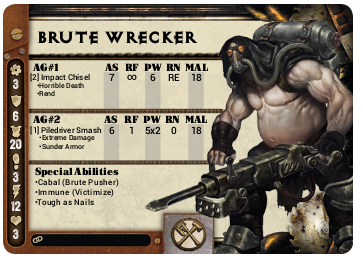 BRUTE WRECKER
AG#1 AS RF PW RN MAL
[2] Impact Chisel 7 ∞ 6 RE 18
•Horrible Death
•Rend
3
6
AG#2 AS RF PW RN MAL
[1] Piledriver Smash 6 1 5x2 0 18
•Extreme Damage
•Sunder Armor
20
3
Special Abilities
•Cabal (Brute Pusher)
•Immune (Victimize)
•Tough as Nails
12
3